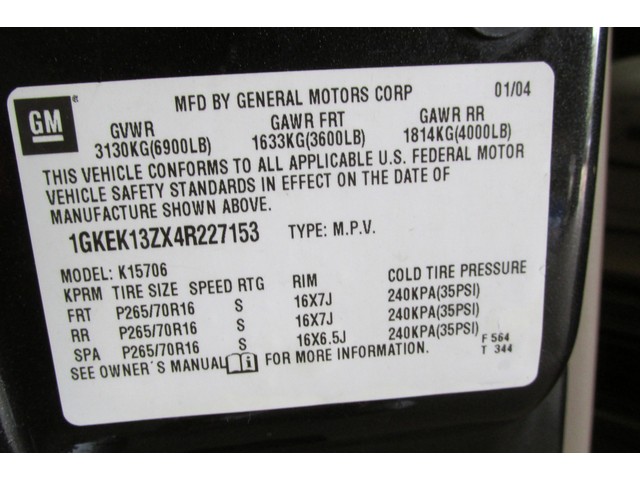 GM ®
MFD BY GENERAL MOTORS CORP 01/04
GVWR GAWR FRT GAWR RR
3130KG(6900LB) 1633KG(3600LB) 1814KG(4000LB)
THIS VEHICLE CONFORMS TO ALL APPLICABLE U.S. FEDERAL MOTOR
VEHICLE SAFETY STANDARDS IN EFFECT ON THE DATE OF
MANUFACTURE SHOWN ABOVE.
1GKEK13ZX4R227153 TYPE: M.P.V.
MODEL: K15706
KPRM TIRE SIZE SPEED RTG RIM COLD TIRE PRESSURE
FRT P265/70R16 S 16X7J 240KPA(35PSI)
RR P265/70R16 S 16X7J 240KPA(35PSI)
SPA P265/70R16 S 16X6.5J 240KPA(35PSI)
SEE OWNER'S MANUAL i FOR MORE INFORMATION.
F 564
T 344